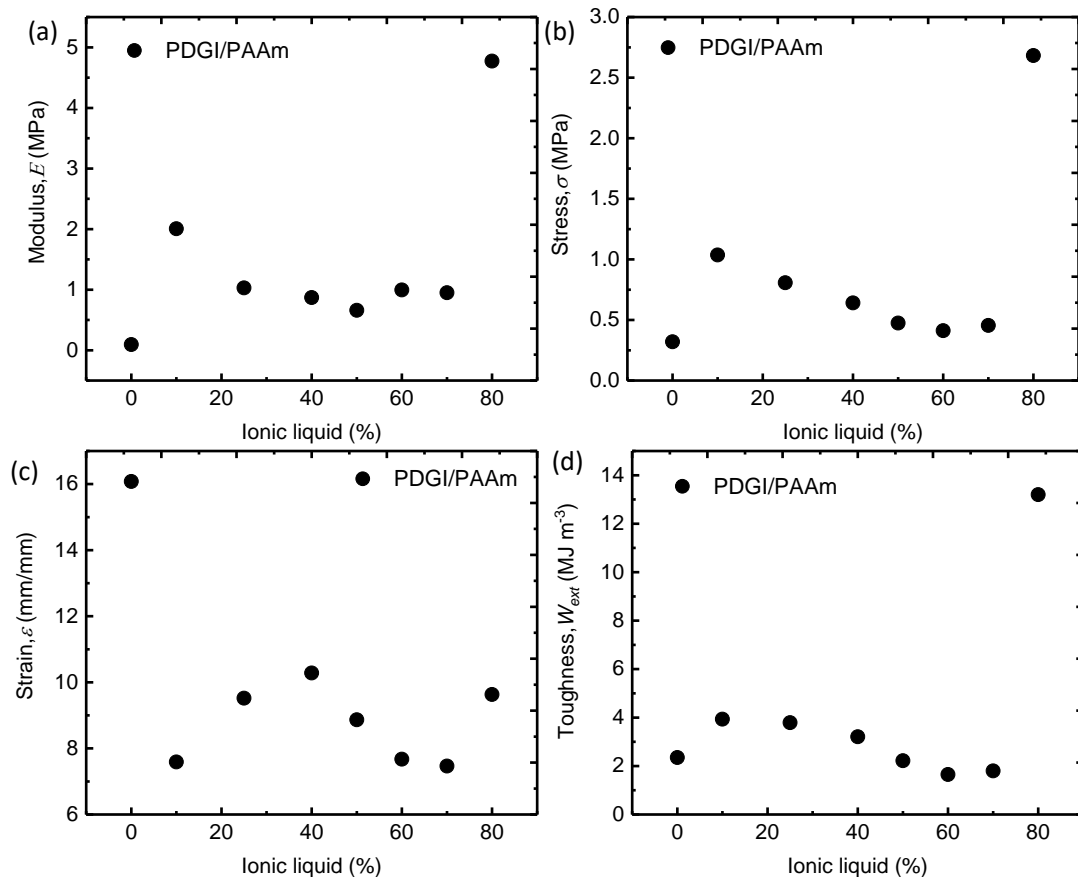 (a)
PDGI/PAAm
5
4
3
2
1
0
Modulus, E (MPa)
0 20 40 60 80
Ionic liquid (%)
(b)
PDGI/PAAm
3.0
2.5
2.0
1.5
1.0
0.5
0.0
Stress, σ (MPa)
0 20 40 60 80
Ionic liquid (%)
(c)
PDGI/PAAm
16
14
12
10
8
6
Strain, ε (mm/mm)
0 20 40 60 80
Ionic liquid (%)
(d)
PDGI/PAAm
14
12
10
8
6
4
2
0
Toughness, Wext (MJ m-3)
0 20 40 60 80
Ionic liquid (%)